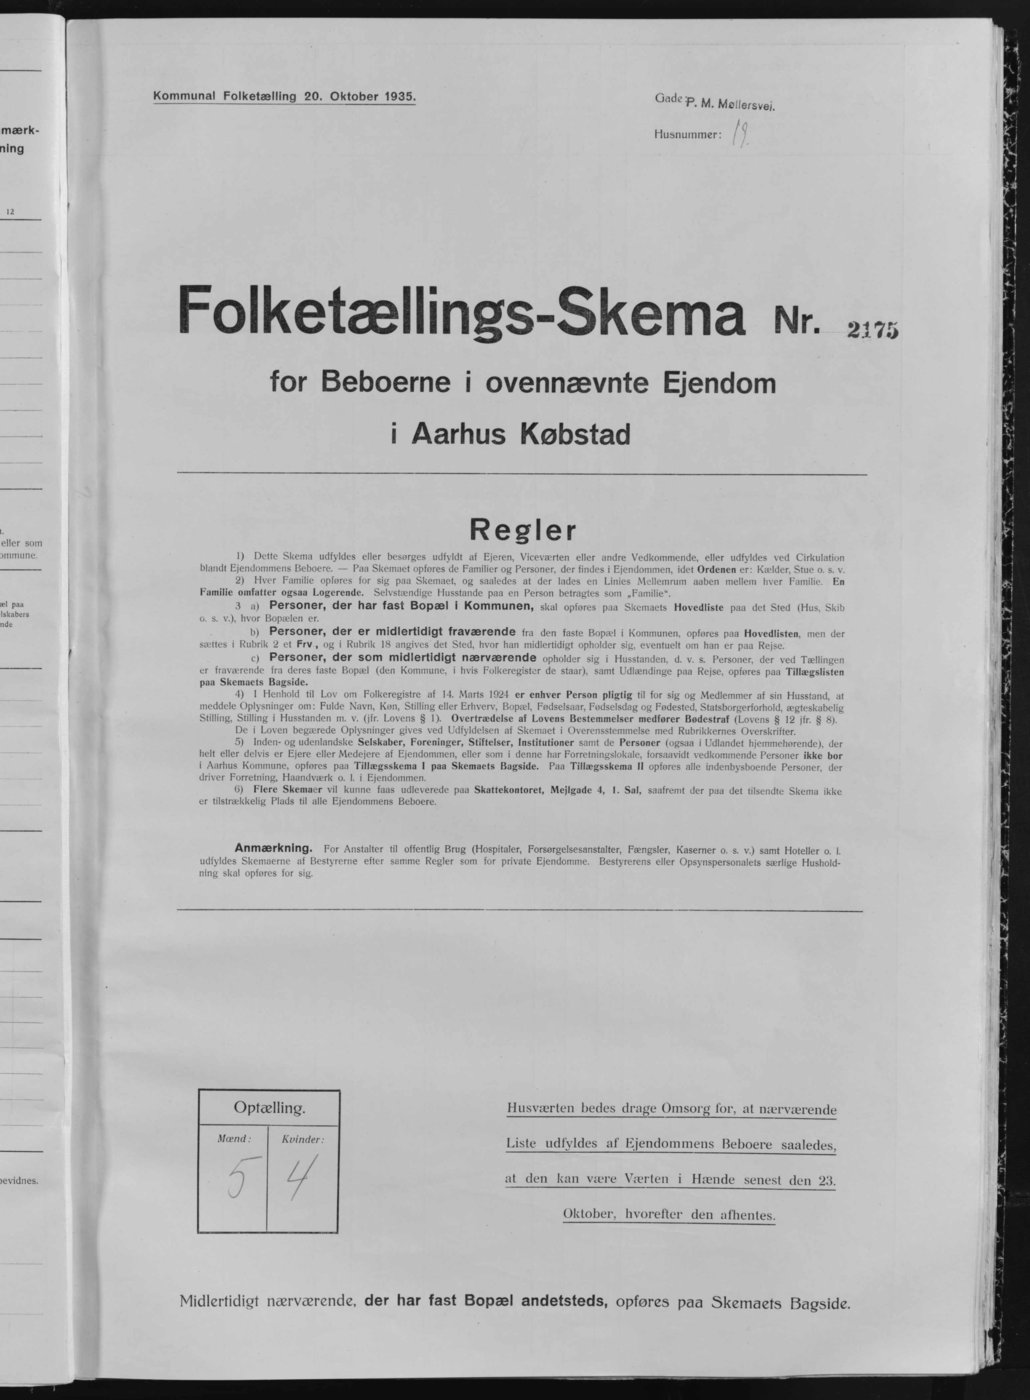 mærk-
ning
12
t.
eller som
ommune.
æl paa
elskabers
nde
bevidnes.
Kommunal Folketælling 20. Oktober 1935.
Gade: P. M. Møllersvej.
Husnummer: 19.
Folketællings-Skema Nr. 2175
for Beboerne i ovennævnte Ejendom
i Aarhus Købstad
Regler
1) Dette Skema udfyldes eller besørges udfyldt af Ejeren, Viceværten eller andre Vedkommende, eller udfyldes ved Cirkulation
blandt Ejendommens Beboere. — Paa Skemaet opføres de Familier og Personer, der findes i Ejendommen, idet Ordenen er: Kælder, Stue o. s. v.
2) Hver Familie opføres for sig paa Skemaet, og saaledes at der lades en Linies Mellemrum aaben mellem hver Familie. En
Familie omfatter ogsaa Logerende. Selvstændige Husstande paa en Person betragtes som „Familie".
3 a) Personer, der har fast Bopæl i Kommunen, skal opføres paa Skemaets Hovedliste paa det Sted (Hus, Skib
o. s. v.), hvor Bopælen er.
b) Personer, der er midlertidigt fraværende fra den faste Bopæl i Kommunen, opføres paa Hovedlisten, men der
sættes i Rubrik 2 et Frv., og i Rubrik 18 angives det Sted, hvor han midlertidigt opholder sig, eventuelt om han er paa Rejse.
c) Personer, der som midlertidigt nærværende opholder sig i Husstanden, d. v. s. Personer, der ved Tællingen
er fraværende fra deres faste Bopæl (den Kommune, i hvis Folkeregister de staar), samt Udlændinge paa Rejse, opføres paa Tillægslisten
paa Skemaets Bagside.
4) I Henhold til Lov om Folkeregistre af 14. Marts 1924 er enhver Person pligtig til for sig og Medlemmer af sin Husstand, at
meddele Oplysninger om: Fulde Navn, Køn, Stilling eller Erhverv, Bopæl, Fødselsaar, Fødselsdag og Fødested, Statsborgerforhold, ægteskabelig
Stilling, Stilling i Husstanden m. v. (jfr. Lovens § 1). Overtrædelse af Lovens Bestemmelser medfører Bødestraf (Lovens § 12 jfr. § 8).
De i Loven begærede Oplysninger gives ved Udfyldelsen af Skemaet i Overensstemmelse med Rubrikkernes Overskrifter.
5) Inden- og udenlandske Selskaber, Foreninger, Stiftelser, Institutioner samt de Personer (ogsaa i Udlandet hjemmehørende), der
helt eller delvis er Ejere eller Medejere af Ejendommen, eller som i denne har Forretningslokale, forsaavidt vedkommende Personer ikke bor
i Aarhus Kommune, opføres paa Tillægsskema I paa Skemaets Bagside. Paa Tillægsskema II opføres alle indenbysboende Personer, der
driver Forretning, Haandværk o. l. i Ejendommen.
6) Flere Skemaer vil kunne faas udleverede paa Skattekontoret, Mejlgade 4, 1. Sal, saafremt der paa det tilsendte Skema ikke
er tilstrækkelig Plads til alle Ejendommens Beboere.
Anmærkning. For Anstalter til offentlig Brug (Hospitaler, Forsørgelsesanstalter, Fængsler, Kaserner o. s. v.) samt Hoteller o. l.
udfyldes Skemaerne af Bestyrerne efter samme Regler som for private Ejendomme. Bestyrerens eller Opsynspersonalets særlige Hushold-
ning skal opføres for sig.
Optælling.
Mænd: Kvinder:
5 4
Husværten bedes drage Omsorg for, at nærværende
Liste udfyldes af Ejendommens Beboere saaledes,
at den kan være Værten i Hænde senest den 23.
Oktober, hvorefter den afhentes.
Midlertidigt nærværende, der har fast Bopæl andetsteds, opføres paa Skemaets Bagside.